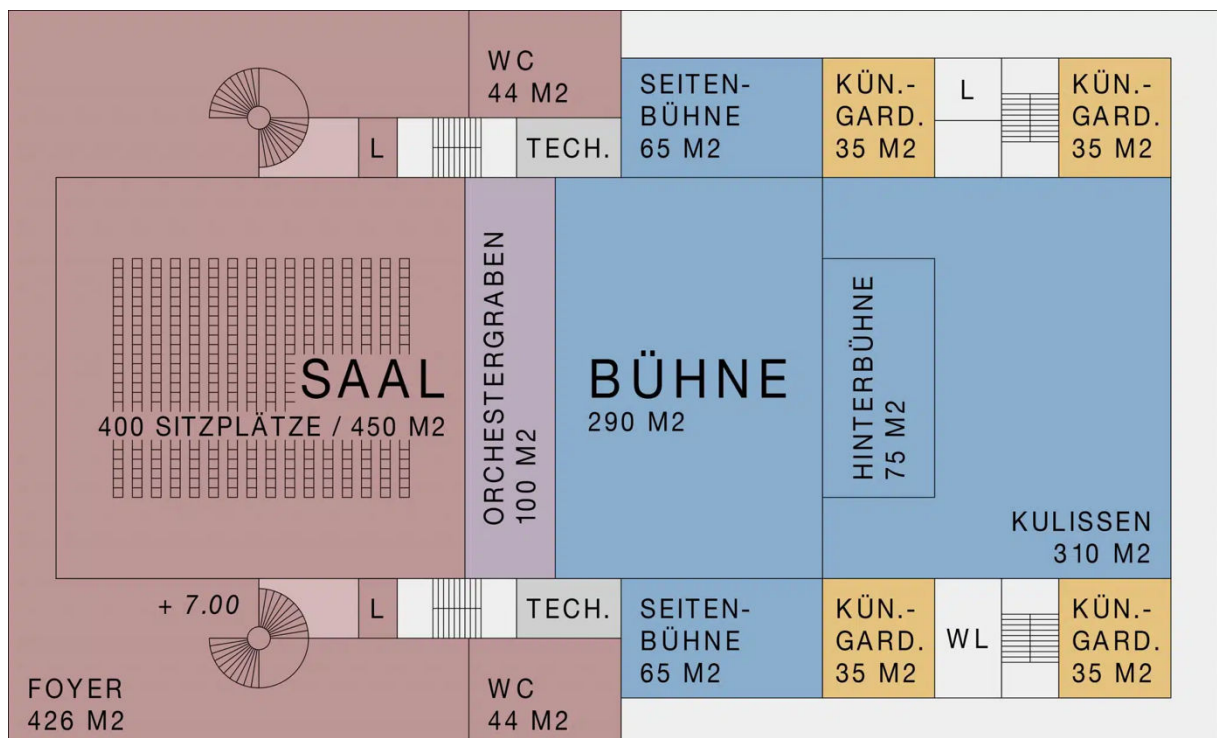 WC
44 M2
SEITEN-
BÜHNE
65 M2
KÜN.-
GARD.
35 M2
L
KÜN.-
GARD.
35 M2
L
TECH.
SAAL
400 SITZPLÄTZE / 450 M2
ORCHESTERGRABEN
100 M2
BÜHNE
290 M2
HINTERBÜHNE
75 M2
KULISSEN
310 M2
+ 7.00
L
TECH.
SEITEN-
BÜHNE
65 M2
KÜN.-
GARD.
35 M2
WL
KÜN.-
GARD.
35 M2
FOYER
426 M2
WC
44 M2